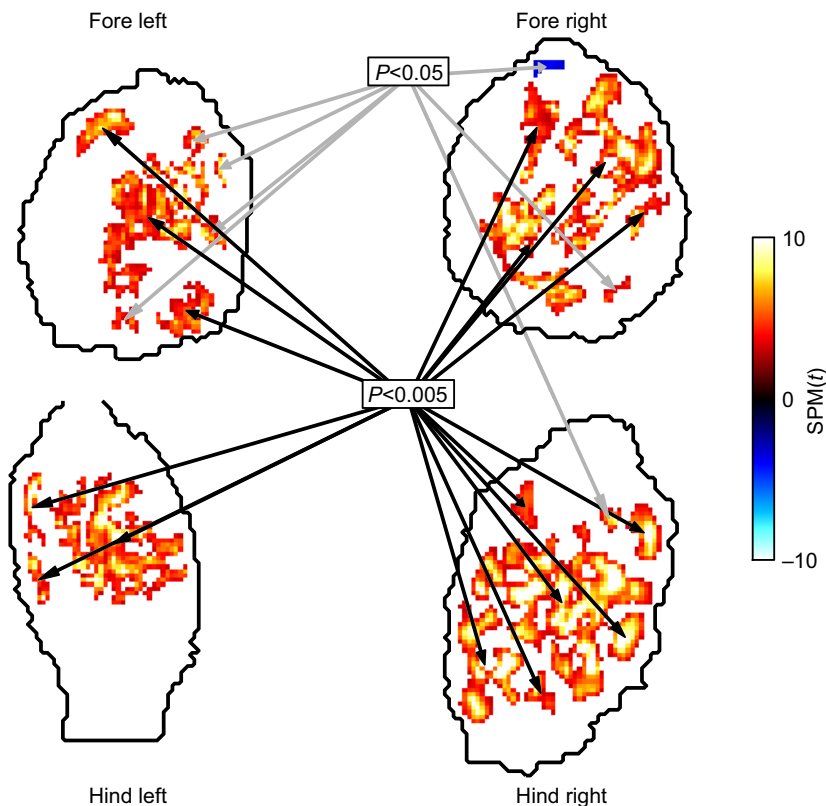 Fore left
Fore right
P<0.05
10
0
–10
SPM(t)
P<0.005
Hind left
Hind right